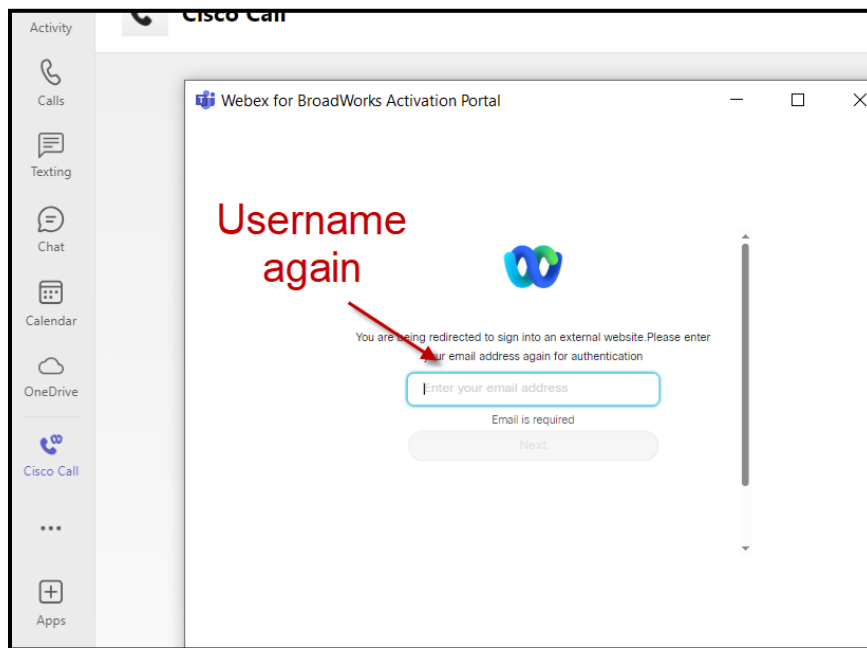 Activity
Calls
Texting
Chat
Calendar
OneDrive
Cisco Call
Apps
Cisco Call
Webex for BroadWorks Activation Portal
Username
again
You are being redirected to sign into an external website.Please enter
your email address again for authentication
Enter your email address
Email is required
Next